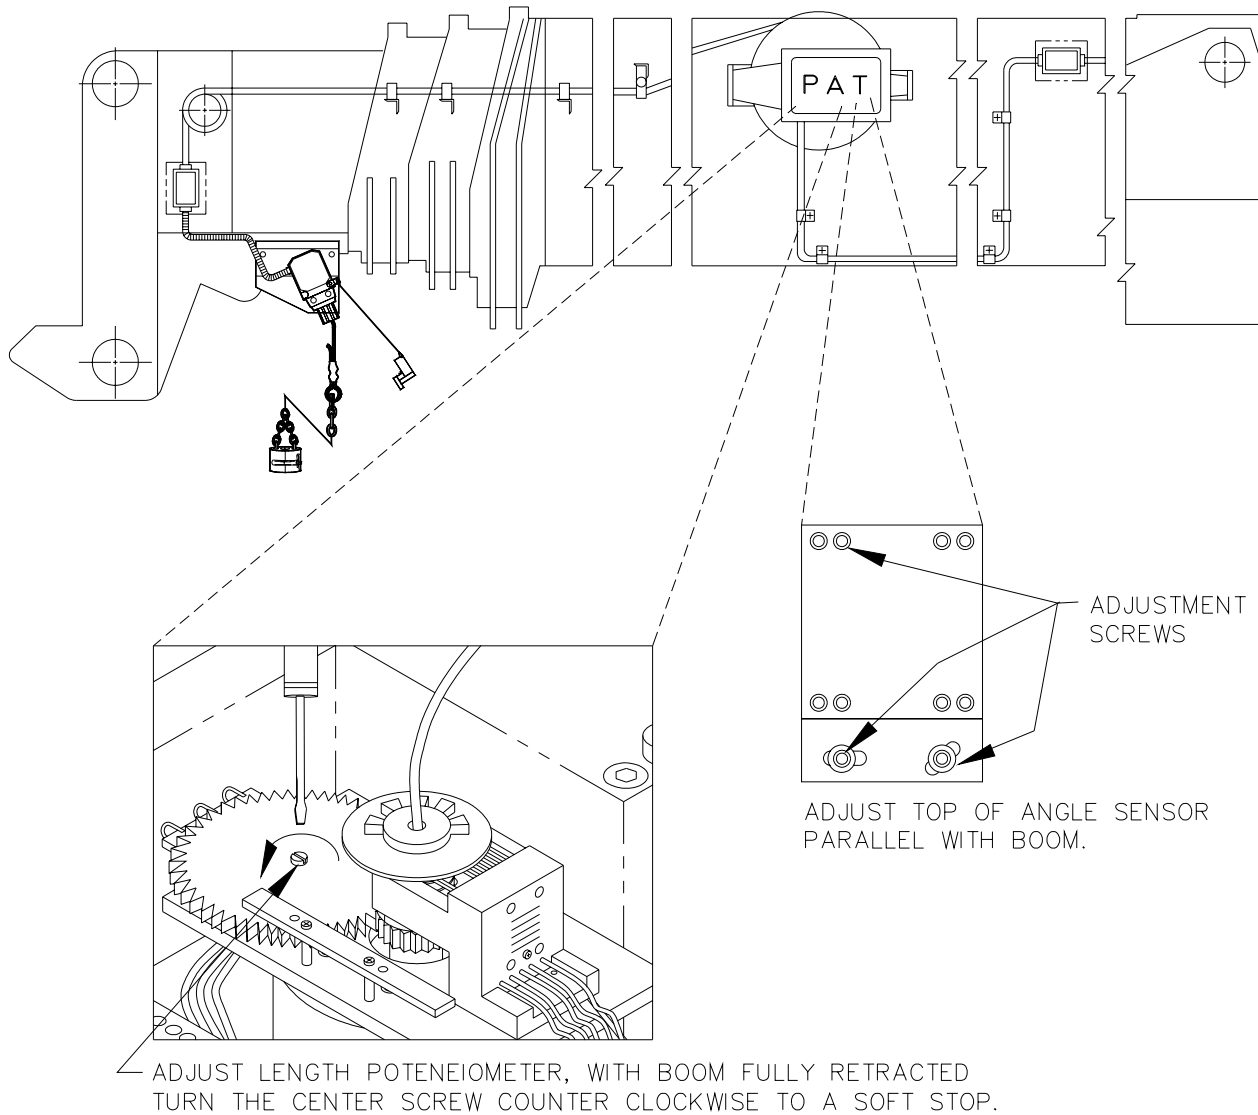 PAT
ADJUSTMENT
SCREWS
ADJUST TOP OF ANGLE SENSOR
PARALLEL WITH BOOM.
ADJUST LENGTH POTENEIOMETER, WITH BOOM FULLY RETRACTED
TURN THE CENTER SCREW COUNTER CLOCKWISE TO A SOFT STOP.